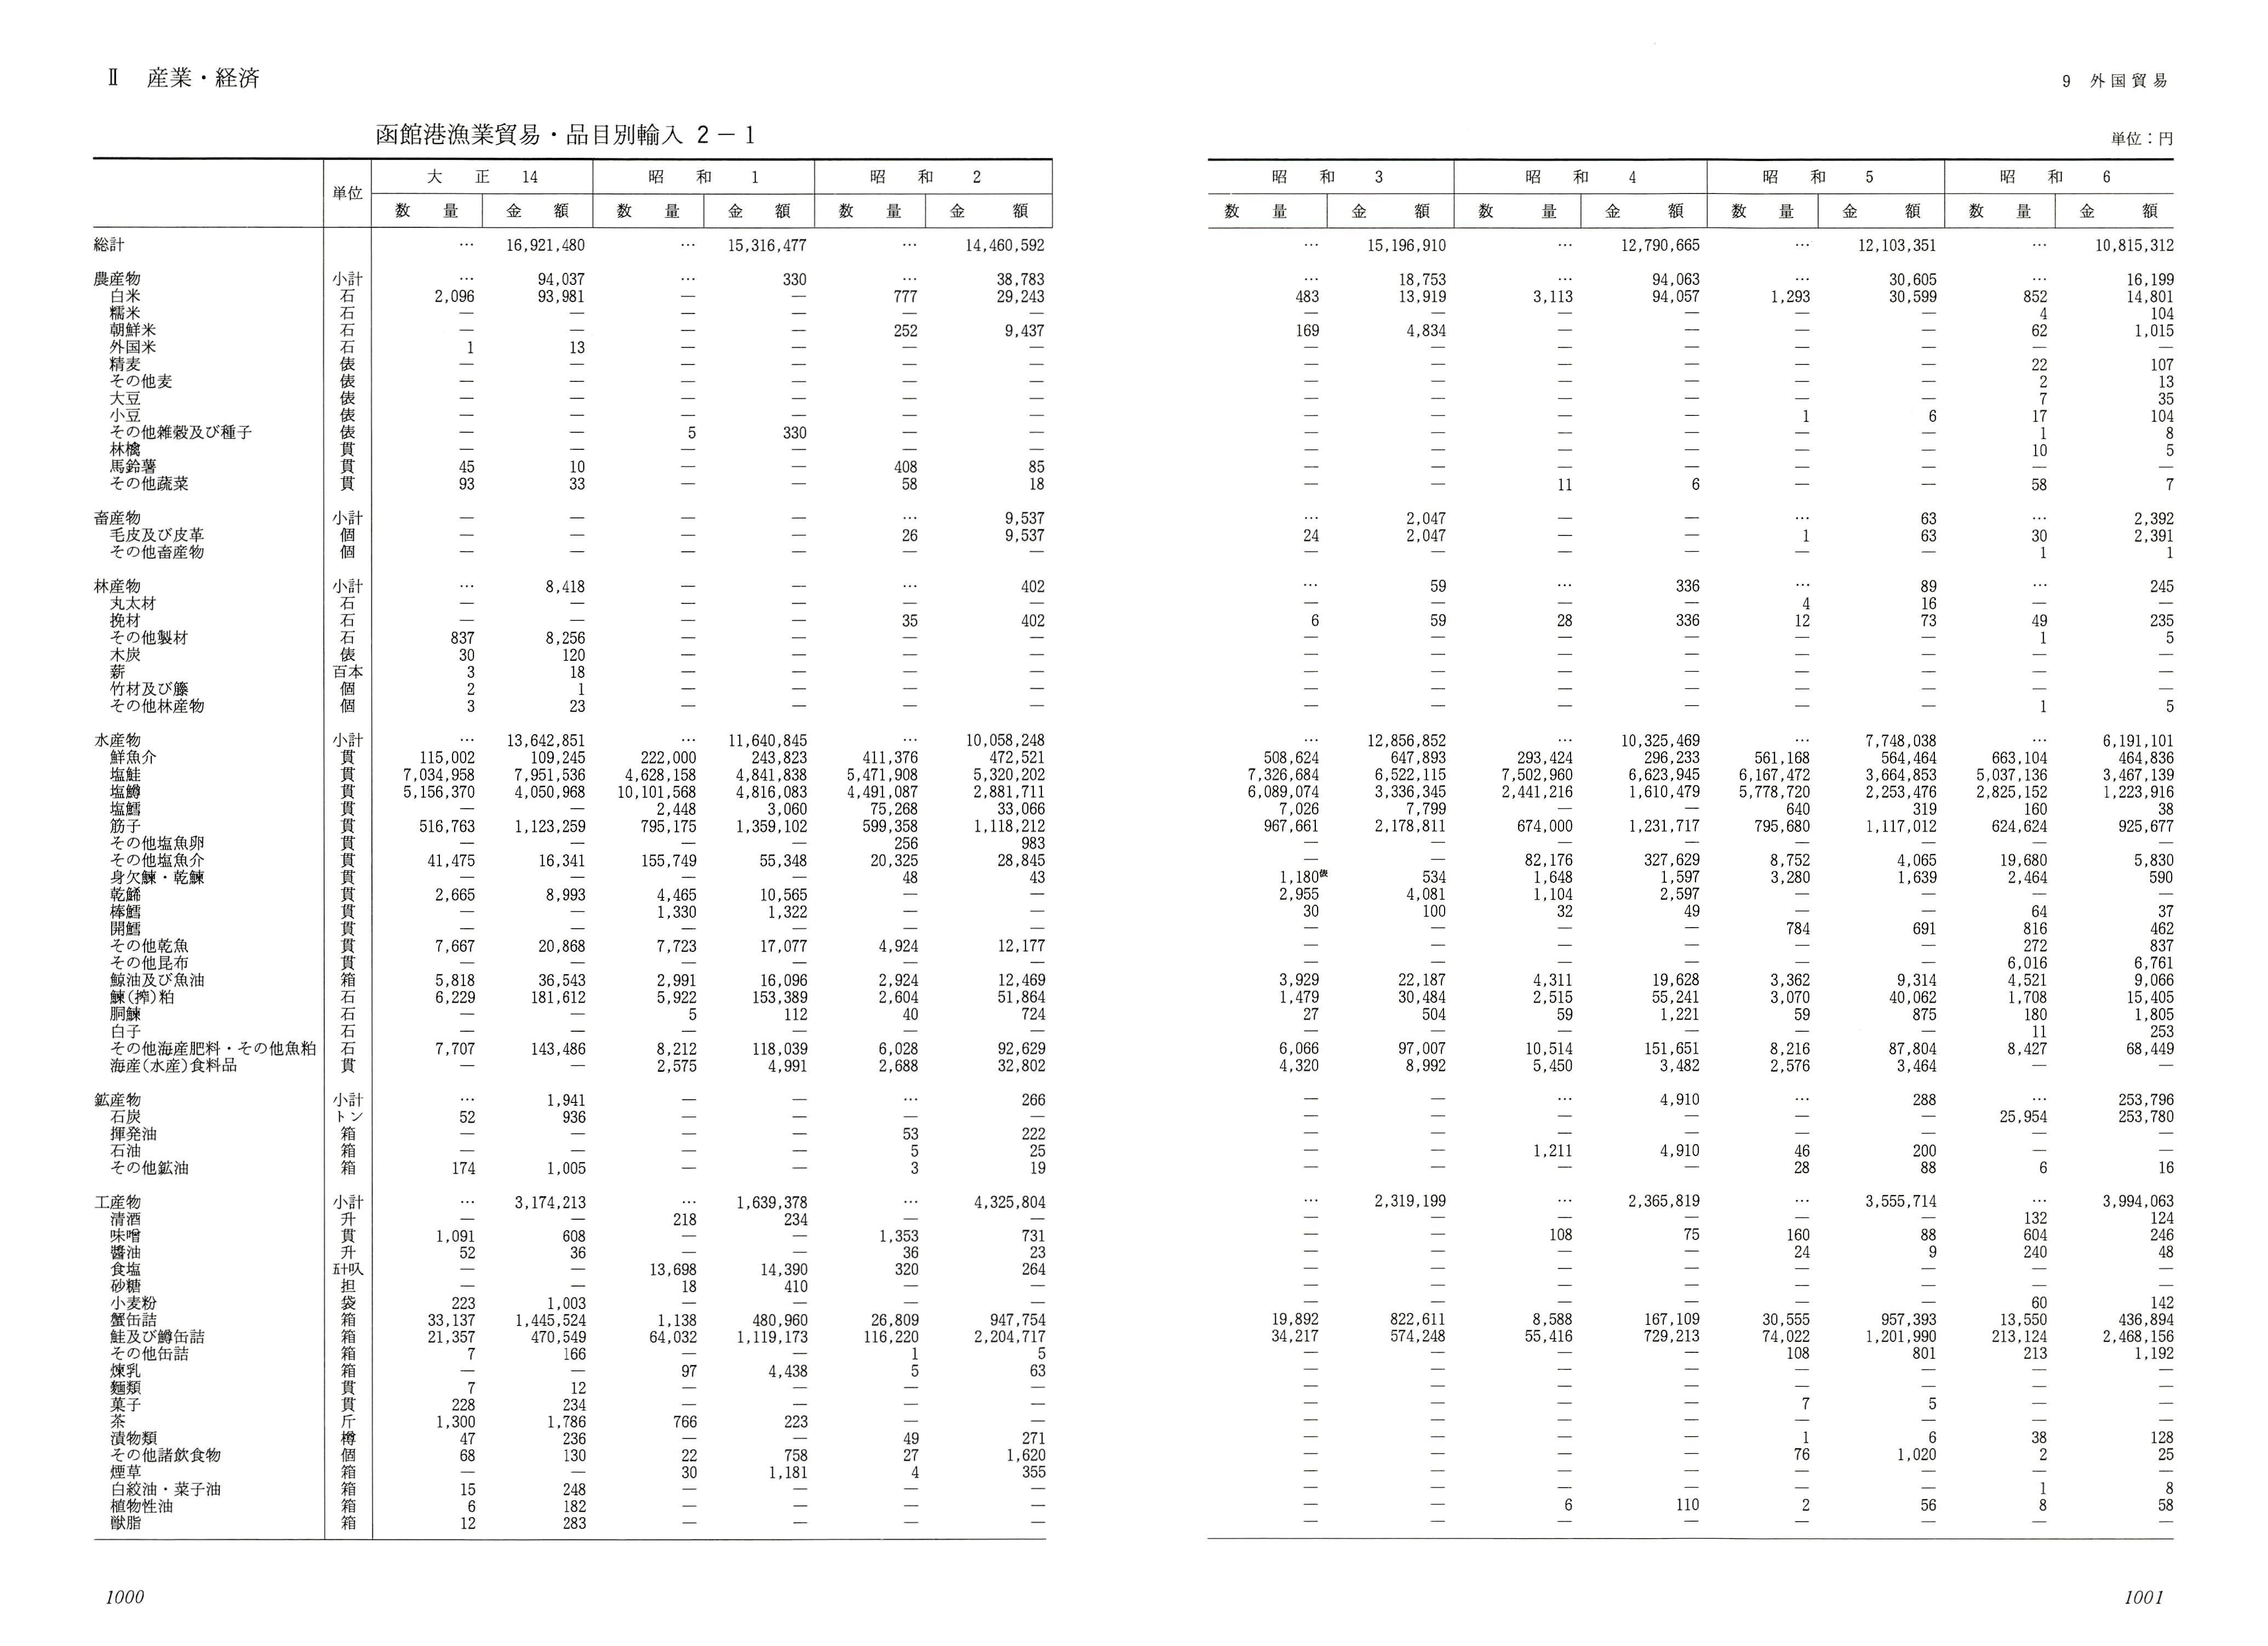 Ⅱ 産業・経済
9 外国貿易
函館港漁業貿易・品目別輸入 2－1
単位：円
単位 大正14 昭和1 昭和2 昭和3 昭和4 昭和5 昭和6
数量 金額 数量 金額 数量 金額 数量 金額 数量 金額 数量 金額 数量 金額
総計 … 16,921,480 … 15,316,477 … 14,460,592 … 15,196,910 … 12,790,665 … 12,103,351 … 10,815,312
農産物 小計 … 94,037 … 330 … 38,783 … 18,753 … 94,063 … 30,605 … 16,199
白米 石 2,096 93,981 — — 777 29,243 483 13,919 3,113 94,057 1,293 30,599 852 14,801
糯米 石 — — — — — — — — — — — — 4 104
朝鮮米 石 — — — — 252 9,437 169 4,834 — — — — 62 1,015
外国米 石 1 13 — — — — — — — — — — — —
精麦 俵 — — — — — — — — — — — — 22 107
その他麦 俵 — — — — — — — — — — — — 2 13
大豆 俵 — — — — — — — — — — — — 7 35
小豆 俵 — — — — — — — — — — 1 6 17 104
その他雑穀及び種子 俵 — — 5 330 — — — — — — — — 1 8
林檎 貫 — — — — — — — — — — — — 10 5
馬鈴薯 貫 45 10 — — 408 85 — — — — — — — —
その他蔬菜 貫 93 33 — — 58 18 — — 11 6 — — 58 7
畜産物 小計 — — — — … 9,537 … 2,047 — — … 63 … 2,392
毛皮及び皮革 個 — — — — 26 9,537 24 2,047 — — 1 63 30 2,391
その他畜産物 個 — — — — — — — — — — — — 1 1
林産物 小計 … 8,418 — — … 402 … 59 … 336 … 89 … 245
丸太材 石 — — — — — — — — — — 4 16 — —
挽材 石 — — — — 35 402 6 59 28 336 12 73 49 235
その他製材 石 837 8,256 — — — — — — — — — — 1 5
木炭 俵 30 120 — — — — — — — — — — — —
薪 百本 3 18 — — — — — — — — — — — —
竹材及び籐 個 2 1 — — — — — — — — — — — —
その他林産物 個 3 23 — — — — — — — — — — 1 5
水産物 小計 … 13,642,851 … 11,640,845 … 10,058,248 … 12,856,852 … 10,325,469 … 7,748,038 … 6,191,101
鮮魚介 貫 115,002 109,245 222,000 243,823 411,376 472,521 508,624 647,893 293,424 296,233 561,168 564,464 663,104 464,836
塩鮭 貫 7,034,958 7,951,536 4,628,158 4,841,838 5,471,908 5,320,202 7,326,684 6,522,115 7,502,960 6,623,945 6,167,472 3,664,853 5,037,136 3,467,139
塩鱒 貫 5,156,370 4,050,968 10,101,568 4,816,083 4,491,087 2,881,711 6,089,074 3,336,345 2,441,216 1,610,479 5,778,720 2,253,476 2,825,152 1,223,916
塩鱈 貫 — — 2,448 3,060 75,268 33,066 7,026 7,799 — — 640 319 160 38
筋子 貫 516,763 1,123,259 795,175 1,359,102 599,358 1,118,212 967,661 2,178,811 674,000 1,231,717 795,680 1,117,012 624,624 925,677
その他塩魚卵 貫 — — — — 256 983 — — — — — — — —
その他塩魚介 貫 41,475 16,341 155,749 55,348 20,325 28,845 — — 82,176 327,629 8,752 4,065 19,680 5,830
身欠鰊・乾鰊 貫 — — — — 48 43 1,180俵 534 1,648 1,597 3,280 1,639 2,464 590
乾鯑 貫 2,665 8,993 4,465 10,565 — — 2,955 4,081 1,104 2,597 — — — —
棒鱈 貫 — — 1,330 1,322 — — 30 100 32 49 — — 64 37
開鱈 貫 — — — — — — — — — — 784 691 816 462
その他乾魚 貫 7,667 20,868 7,723 17,077 4,924 12,177 — — — — — — 272 837
その他昆布 貫 — — — — — — — — — — — — 6,016 6,761
鯨油及び魚油 箱 5,818 36,543 2,991 16,096 2,924 12,469 3,929 22,187 4,311 19,628 3,362 9,314 4,521 9,066
鰊(搾)粕 石 6,229 181,612 5,922 153,389 2,604 51,864 1,479 30,484 2,515 55,241 3,070 40,062 1,708 15,405
胴鰊 石 — — 5 112 40 724 27 504 59 1,221 59 875 180 1,805
白子 石 — — — — — — — — — — — — 11 253
その他海産肥料・その他魚粕 石 7,707 143,486 8,212 118,039 6,028 92,629 6,066 97,007 10,514 151,651 8,216 87,804 8,427 68,449
海産(水産)食料品 貫 — — 2,575 4,991 2,688 32,802 4,320 8,992 5,450 3,482 2,576 3,464 — —
鉱産物 小計 … 1,941 — — … 266 — — … 4,910 … 288 … 253,796
石炭 トン 52 936 — — — — — — — — — — 25,954 253,780
揮発油 箱 — — — — 53 222 — — — — — — — —
石油 箱 — — — — 5 25 — — 1,211 4,910 46 200 — —
その他鉱油 箱 174 1,005 — — 3 19 — — — — 28 88 6 16
工産物 小計 … 3,174,213 … 1,639,378 … 4,325,804 … 2,319,199 … 2,365,819 … 3,555,714 … 3,994,063
清酒 升 — — 218 234 — — — — — — — — 132 124
味噌 貫 1,091 608 — — 1,353 731 — — 108 75 160 88 604 246
醬油 升 52 36 — — 36 23 — — — — 24 9 240 48
食塩 13,698 14,390 320 264 — — — — — — — —
砂糖 担 — — 18 410 — — — — — — — — — —
小麦粉 袋 223 1,003 — — — — — — — — — — 60 142
蟹缶詰 箱 33,137 1,445,524 1,138 480,960 26,809 947,754 19,892 822,611 8,588 167,109 30,555 957,393 13,550 436,894
鮭及び鱒缶詰 箱 21,357 470,549 64,032 1,119,173 116,220 2,204,717 34,217 574,248 55,416 729,213 74,022 1,201,990 213,124 2,468,156
その他缶詰 箱 7 166 — — 1 5 — — — — 108 801 213 1,192
煉乳 箱 — — 97 4,438 5 63 — — — — — — — —
麺類 貫 7 12 — — — — — — — — — — — —
菓子 貫 228 234 — — — — — — — — 7 5 — —
茶 斤 1,300 1,786 766 223 — — — — — — — — — —
漬物類 樽 47 236 — — 49 271 — — — — 1 6 38 128
その他諸飲食物 個 68 130 22 758 27 1,620 — — — — 76 1,020 2 25
煙草 箱 — — 30 1,181 4 355 — — — — — — — —
白絞油・菜子油 箱 15 248 — — — — — — — — — — 1 8
植物性油 箱 6 182 — — — — — — 6 110 2 56 8 58
獣脂 箱 12 283 — — — — — — — — — — — —
1000
1001